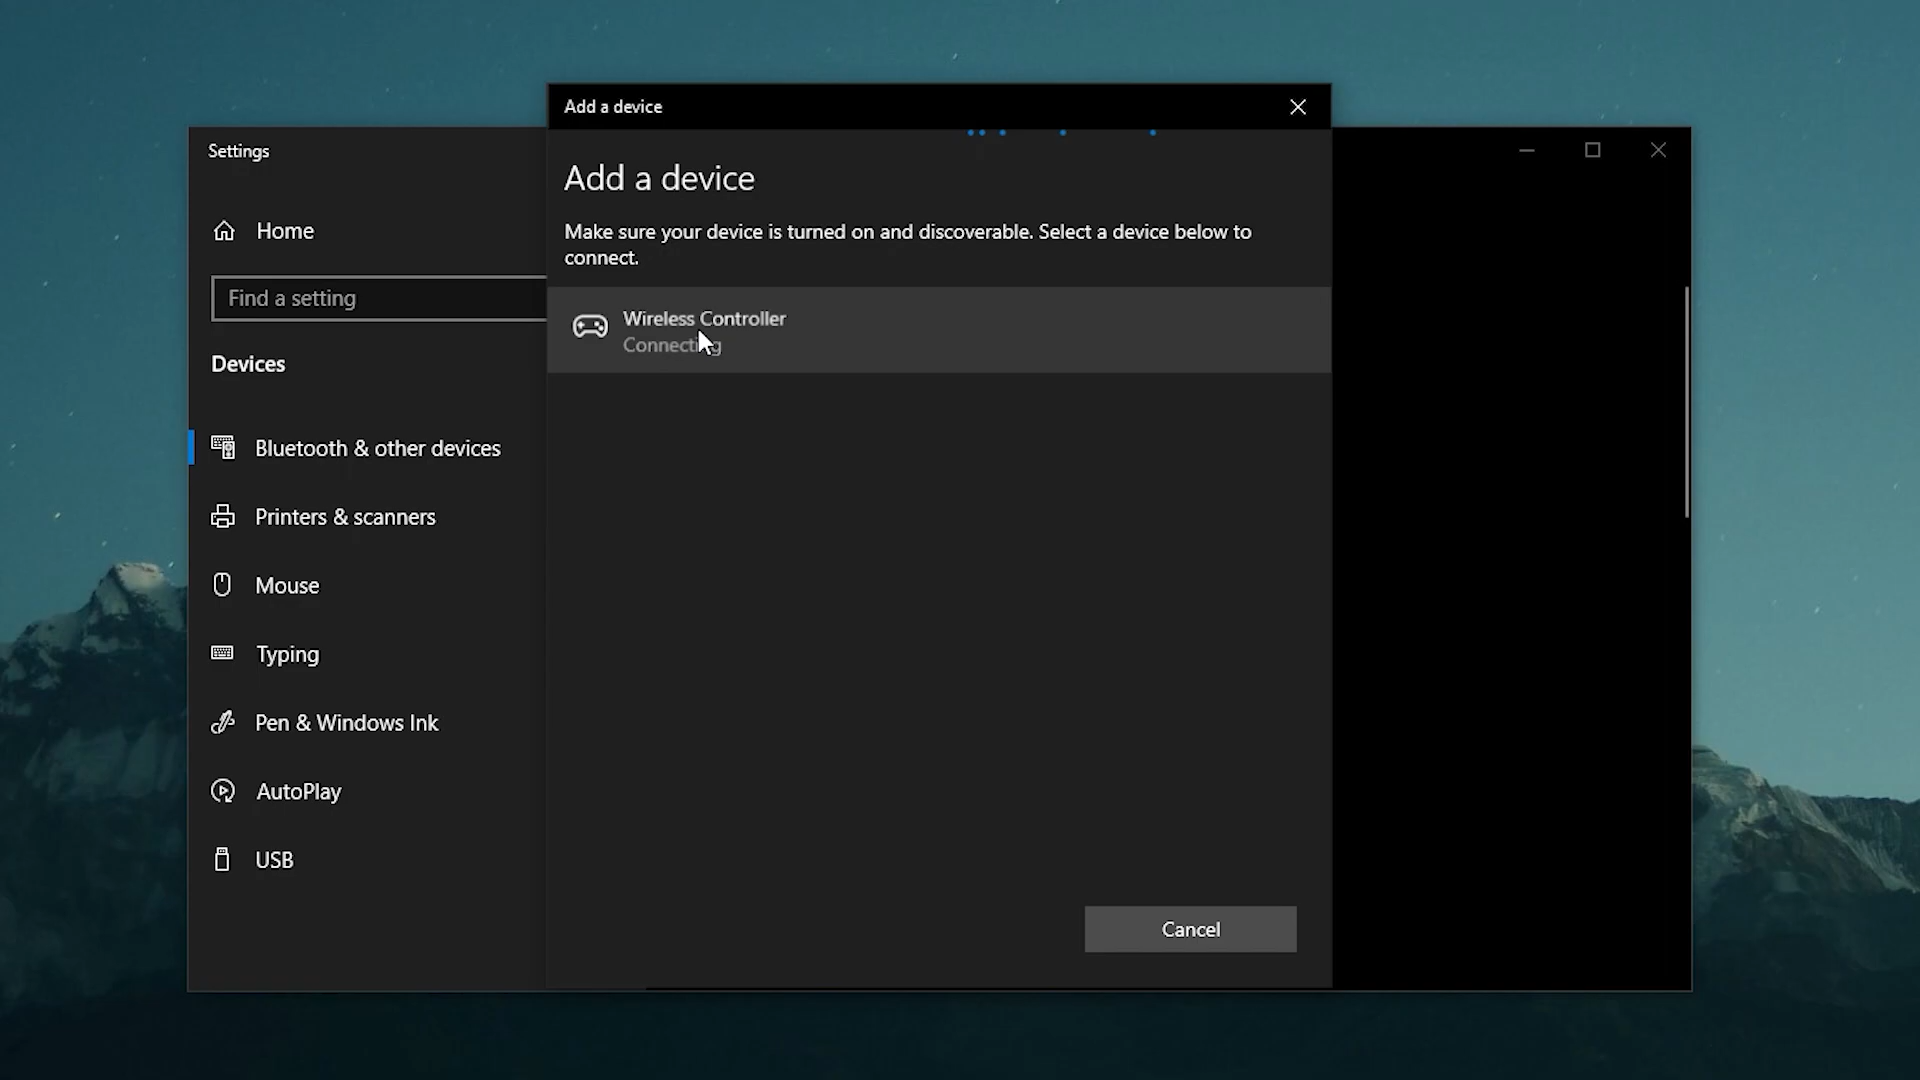 Add a device
Settings
Add a device
Make sure your device is turned on and discoverable. Select a device below to
connect.
Home
Find a setting
Wireless Controller
Connecting
Devices
Bluetooth & other devices
Printers & scanners
Mouse
Typing
Pen & Windows Ink
AutoPlay
USB
Cancel